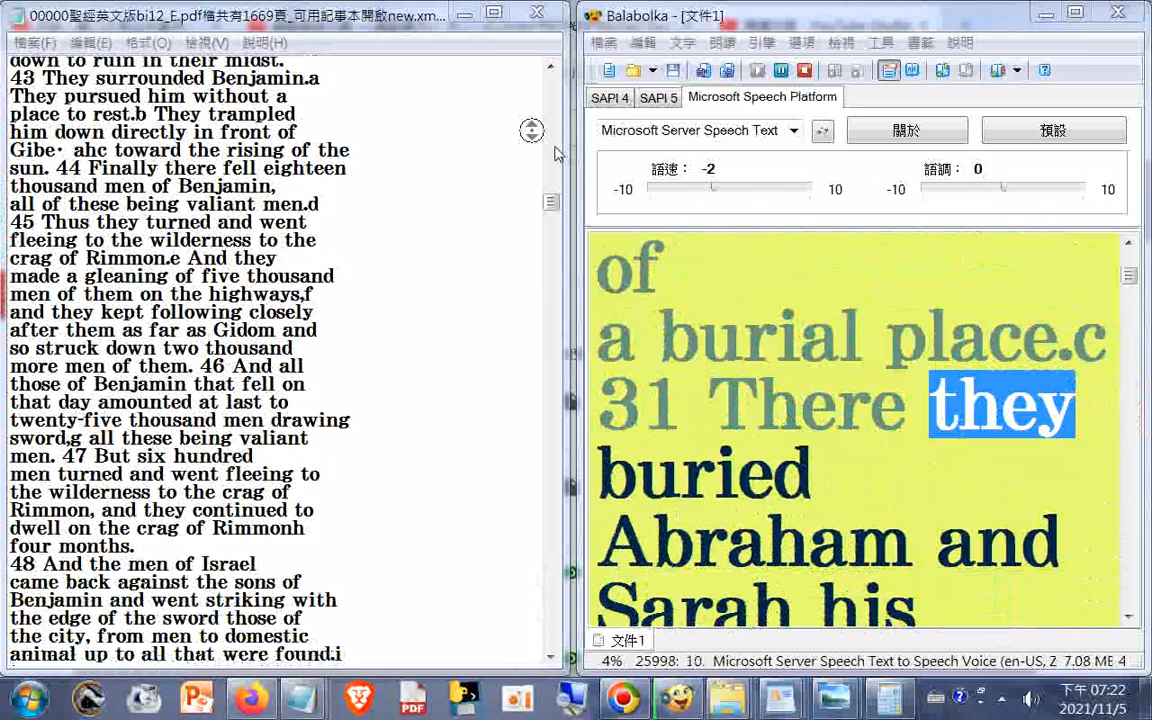 00000聖經英文版bi12_E.pdf檔共有1669頁_可用記事本開啟new.xm...
檔案(F) 編輯(E) 格式(O) 檢視(V) 說明(H)
down to ruin in their midst.
43 They surrounded Benjamin.a
They pursued him without a
place to rest.b They trampled
him down directly in front of
Gibe· ahc toward the rising of the
sun. 44 Finally there fell eighteen
thousand men of Benjamin,
all of these being valiant men.d
45 Thus they turned and went
fleeing to the wilderness to the
crag of Rimmon.e And they
made a gleaning of five thousand
men of them on the highways,f
and they kept following closely
after them as far as Gidom and
so struck down two thousand
more men of them. 46 And all
those of Benjamin that fell on
that day amounted at last to
twenty-five thousand men drawing
sword,g all these being valiant
men. 47 But six hundred
men turned and went fleeing to
the wilderness to the crag of
Rimmon, and they continued to
dwell on the crag of Rimmonh
four months.
48 And the men of Israel
came back against the sons of
Benjamin and went striking with
the edge of the sword those of
the city, from men to domestic
animal up to all that were found.i
Balabolka - [文件1]
檔案 編輯 文字 朗讀 引擎 選項 檢視 工具 書籤 說明
SAPI 4 SAPI 5 Microsoft Speech Platform
Microsoft Server Speech Text 關於 預設
語速： -2 語調： 0
-10 10 -10 10
of
a burial place.c
31 There they
buried
Abraham and
Sarah his
文件1
4% 25998: 10. Microsoft Server Speech Text to Speech Voice (en-US, Z 7.08 MB 4
PDF
下午 07:22
2021/11/5